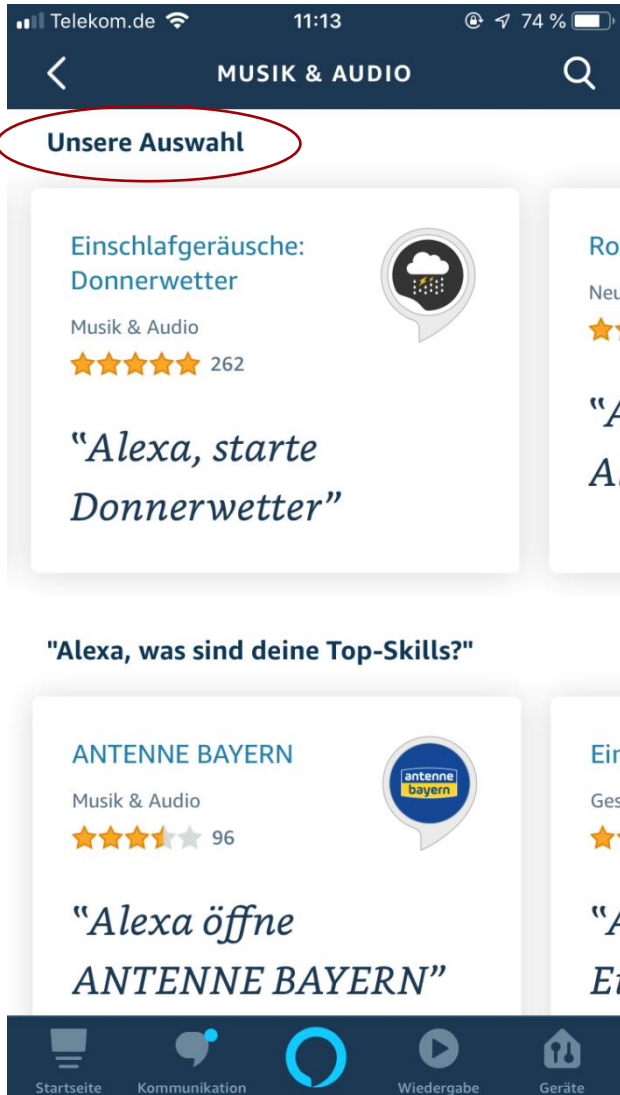 Telekom.de 11:13 74 %
MUSIK & AUDIO
Unsere Auswahl
Einschlafgeräusche:
Donnerwetter
Musik & Audio
262
"Alexa, starte
Donnerwetter”
Ro
Neu
"A
"Alexa, was sind deine Top-Skills?"
ANTENNE BAYERN
antenne
bayern
Musik & Audio
96
"Alexa öffne
ANTENNE BAYERN”
Ein
Ges
"A
Startseite Kommunikation Wiedergabe Geräte